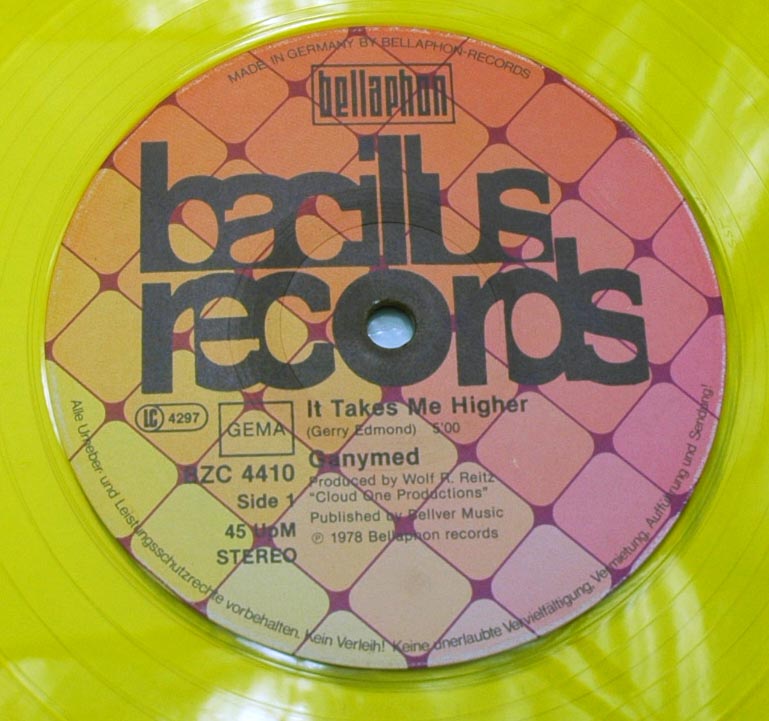 MADE IN GERMANY BY BELLAPHON-RECORDS
bellaphon
bacillus
records
LC 4297
GEMA
It Takes Me Higher
(Gerry Edmond) 5'00
BZC 4410
Ganymed
Produced by Wolf R. Reitz
Side 1
"Cloud One Productions"
Published by Bellver Music
45 UpM
℗ 1978 Bellaphon records
STEREO
Alle Urheber- und Leistungsschutzrechte vorbehalten. Kein Verleih! Keine unerlaubte Vervielfältigung, Vermietung, Aufführung und Sendung!